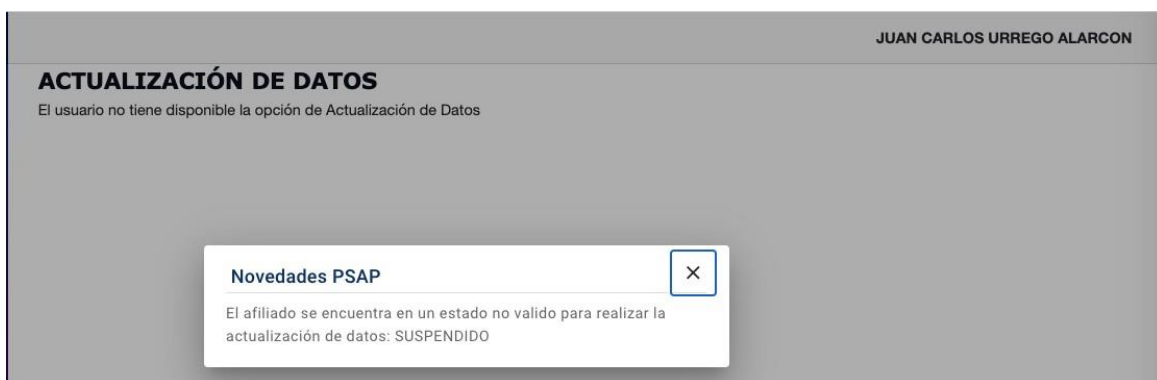 JUAN CARLOS URREGO ALARCON
ACTUALIZACIÓN DE DATOS
El usuario no tiene disponible la opción de Actualización de Datos
Novedades PSAP
El afiliado se encuentra en un estado no valido para realizar la
actualización de datos: SUSPENDIDO